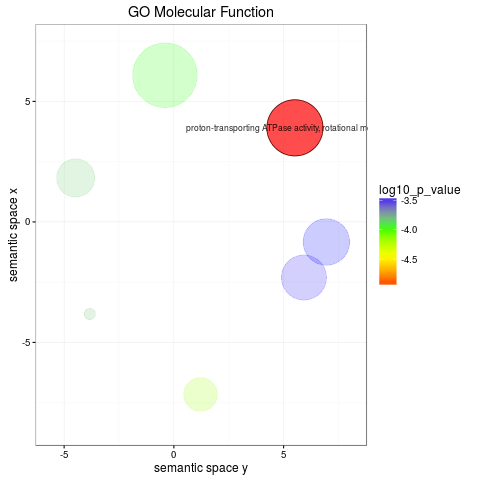 GO Molecular Function
proton-transporting ATPase activity, rotational m
5
0
-5
semantic space x
-5
0
5
semantic space y
log10_p_value
-3.5
-4.0
-4.5